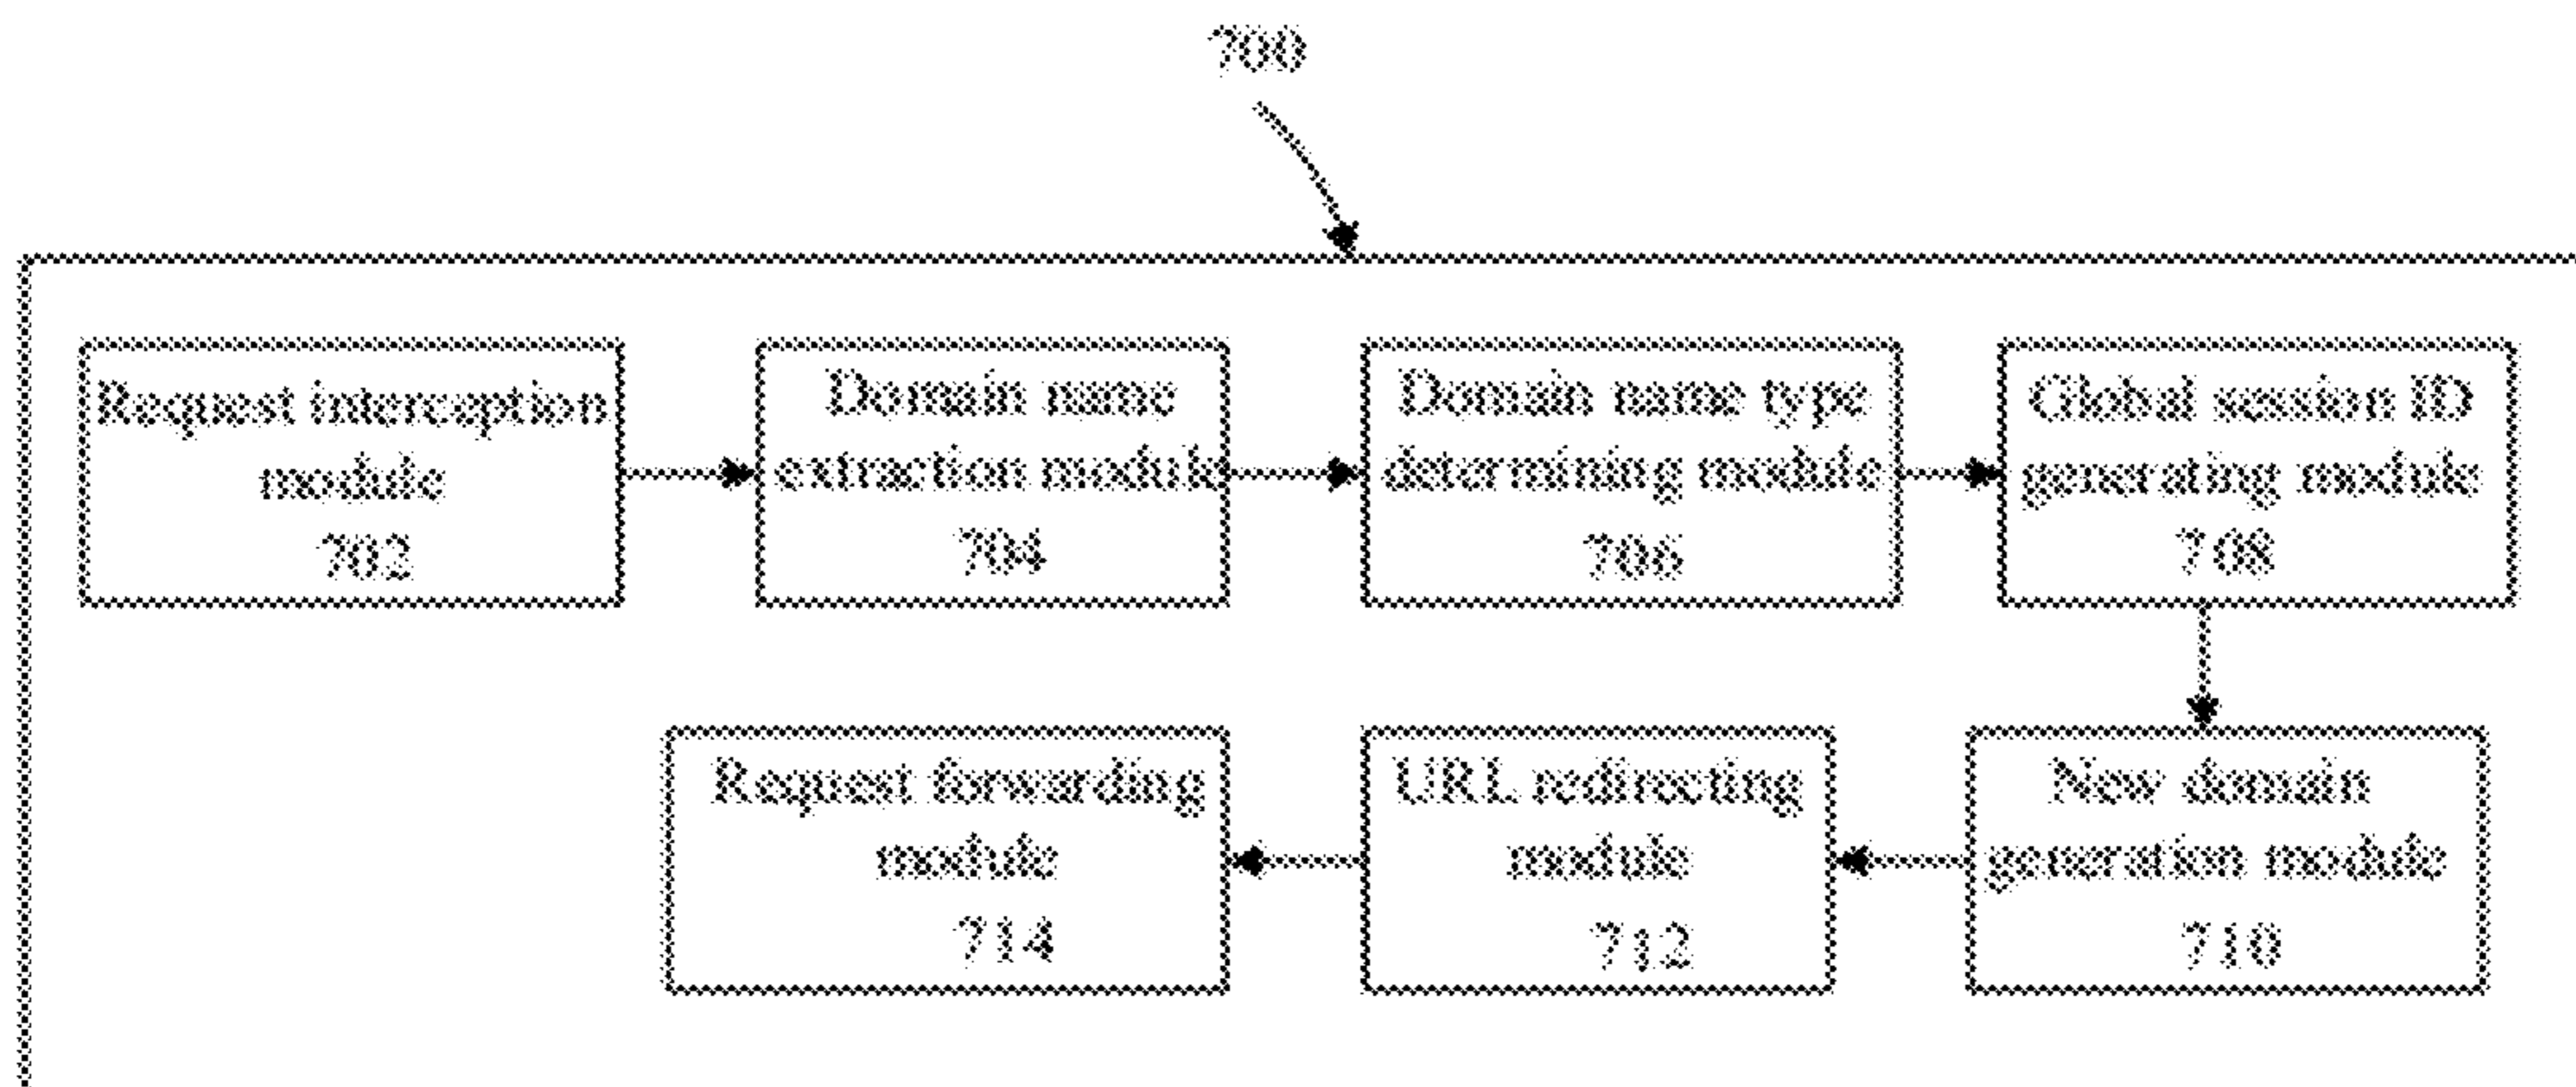 700
Request interception
module
702
Domain name
extraction module
704
Domain name type
determining module
706
Global session ID
generating module
708
Request forwarding
module
714
URL redirecting
module
712
New domain
generation module
710